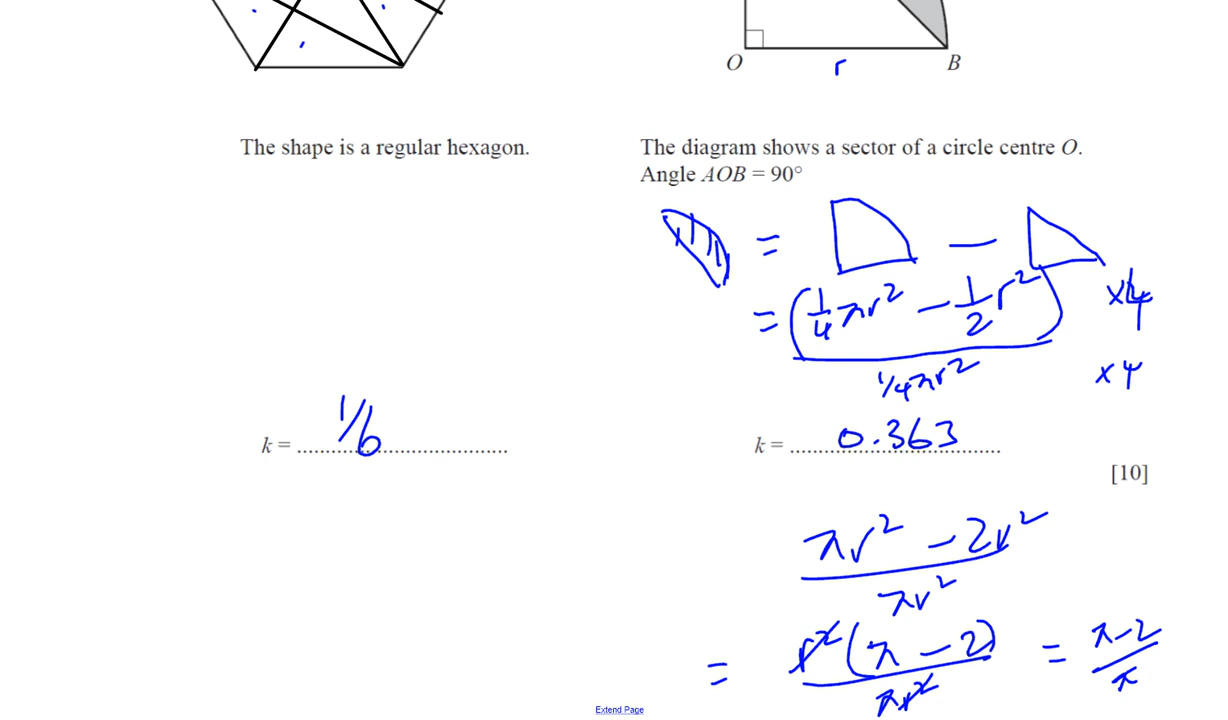 O r B
The shape is a regular hexagon.
The diagram shows a sector of a circle centre O.
Angle AOB = 90°
= −
= (1/4 πr² − 1/2 r²) ×4
1/4 πr² ×4
k = 1/6
k = 0.363
[10]
πr² − 2r²
πr²
= r²(π − 2) = π−2
πr² π
Extend Page